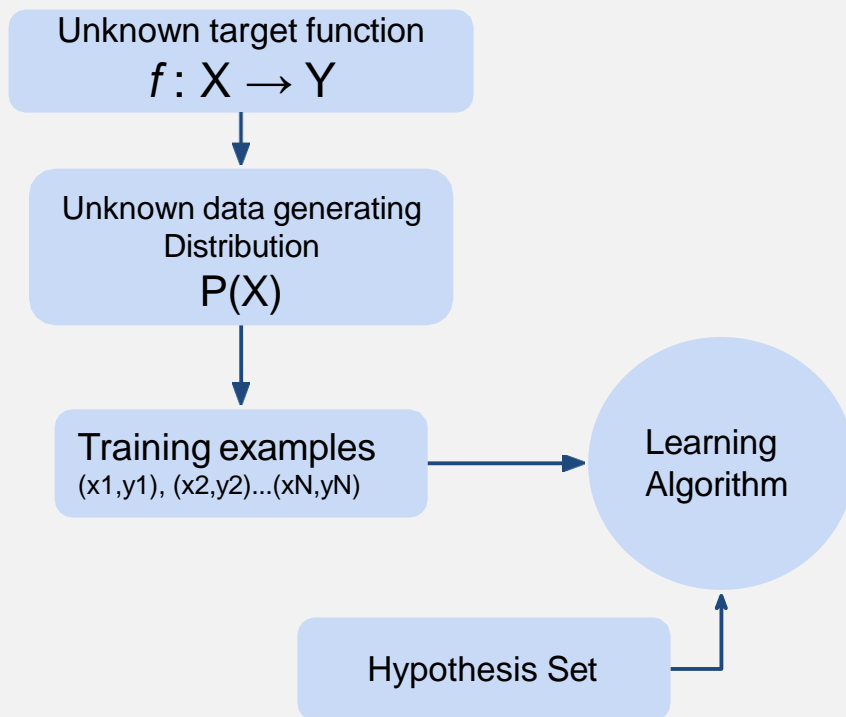 Unknown target function
f : X → Y
Unknown data generating
Distribution
P(X)
Training examples
(x1,y1), (x2,y2)...(xN,yN)
Learning
Algorithm
Hypothesis Set